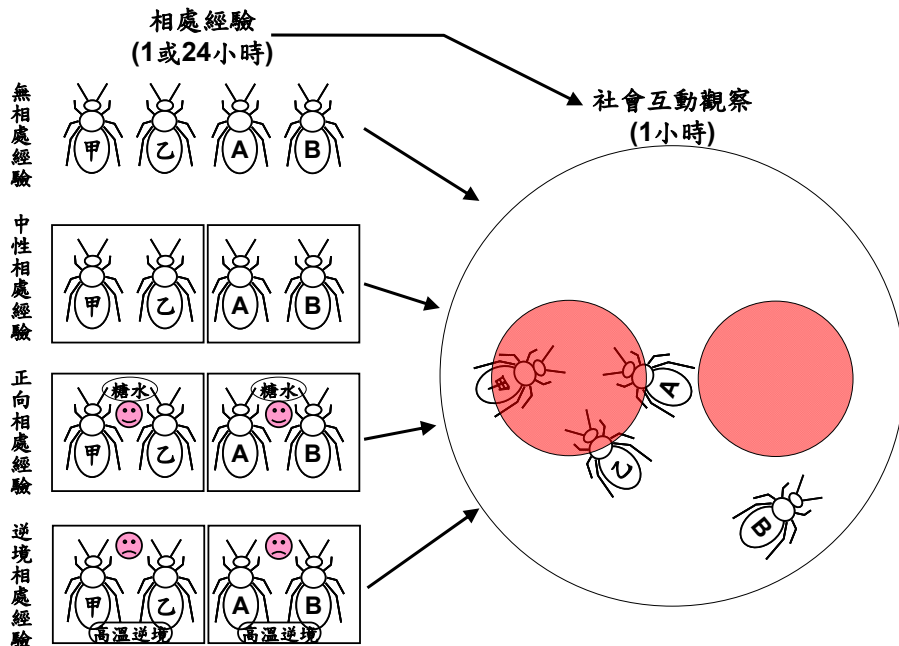 相處經驗
(1或24小時)
社會互動觀察
(1小時)
無相處經驗
甲 乙 A B
中性相處經驗
甲 乙 A B
正向相處經驗
糖水 糖水
甲 乙 A B
逆境相處經驗
甲 乙 A B
高溫逆境 高溫逆境
甲 A
乙
B